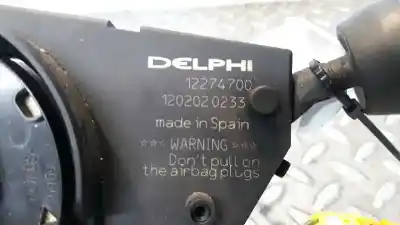 DELPHI
12274700
1202020233
made in Spain
*** WARNING ***
Don't pull on
the airbag plugs